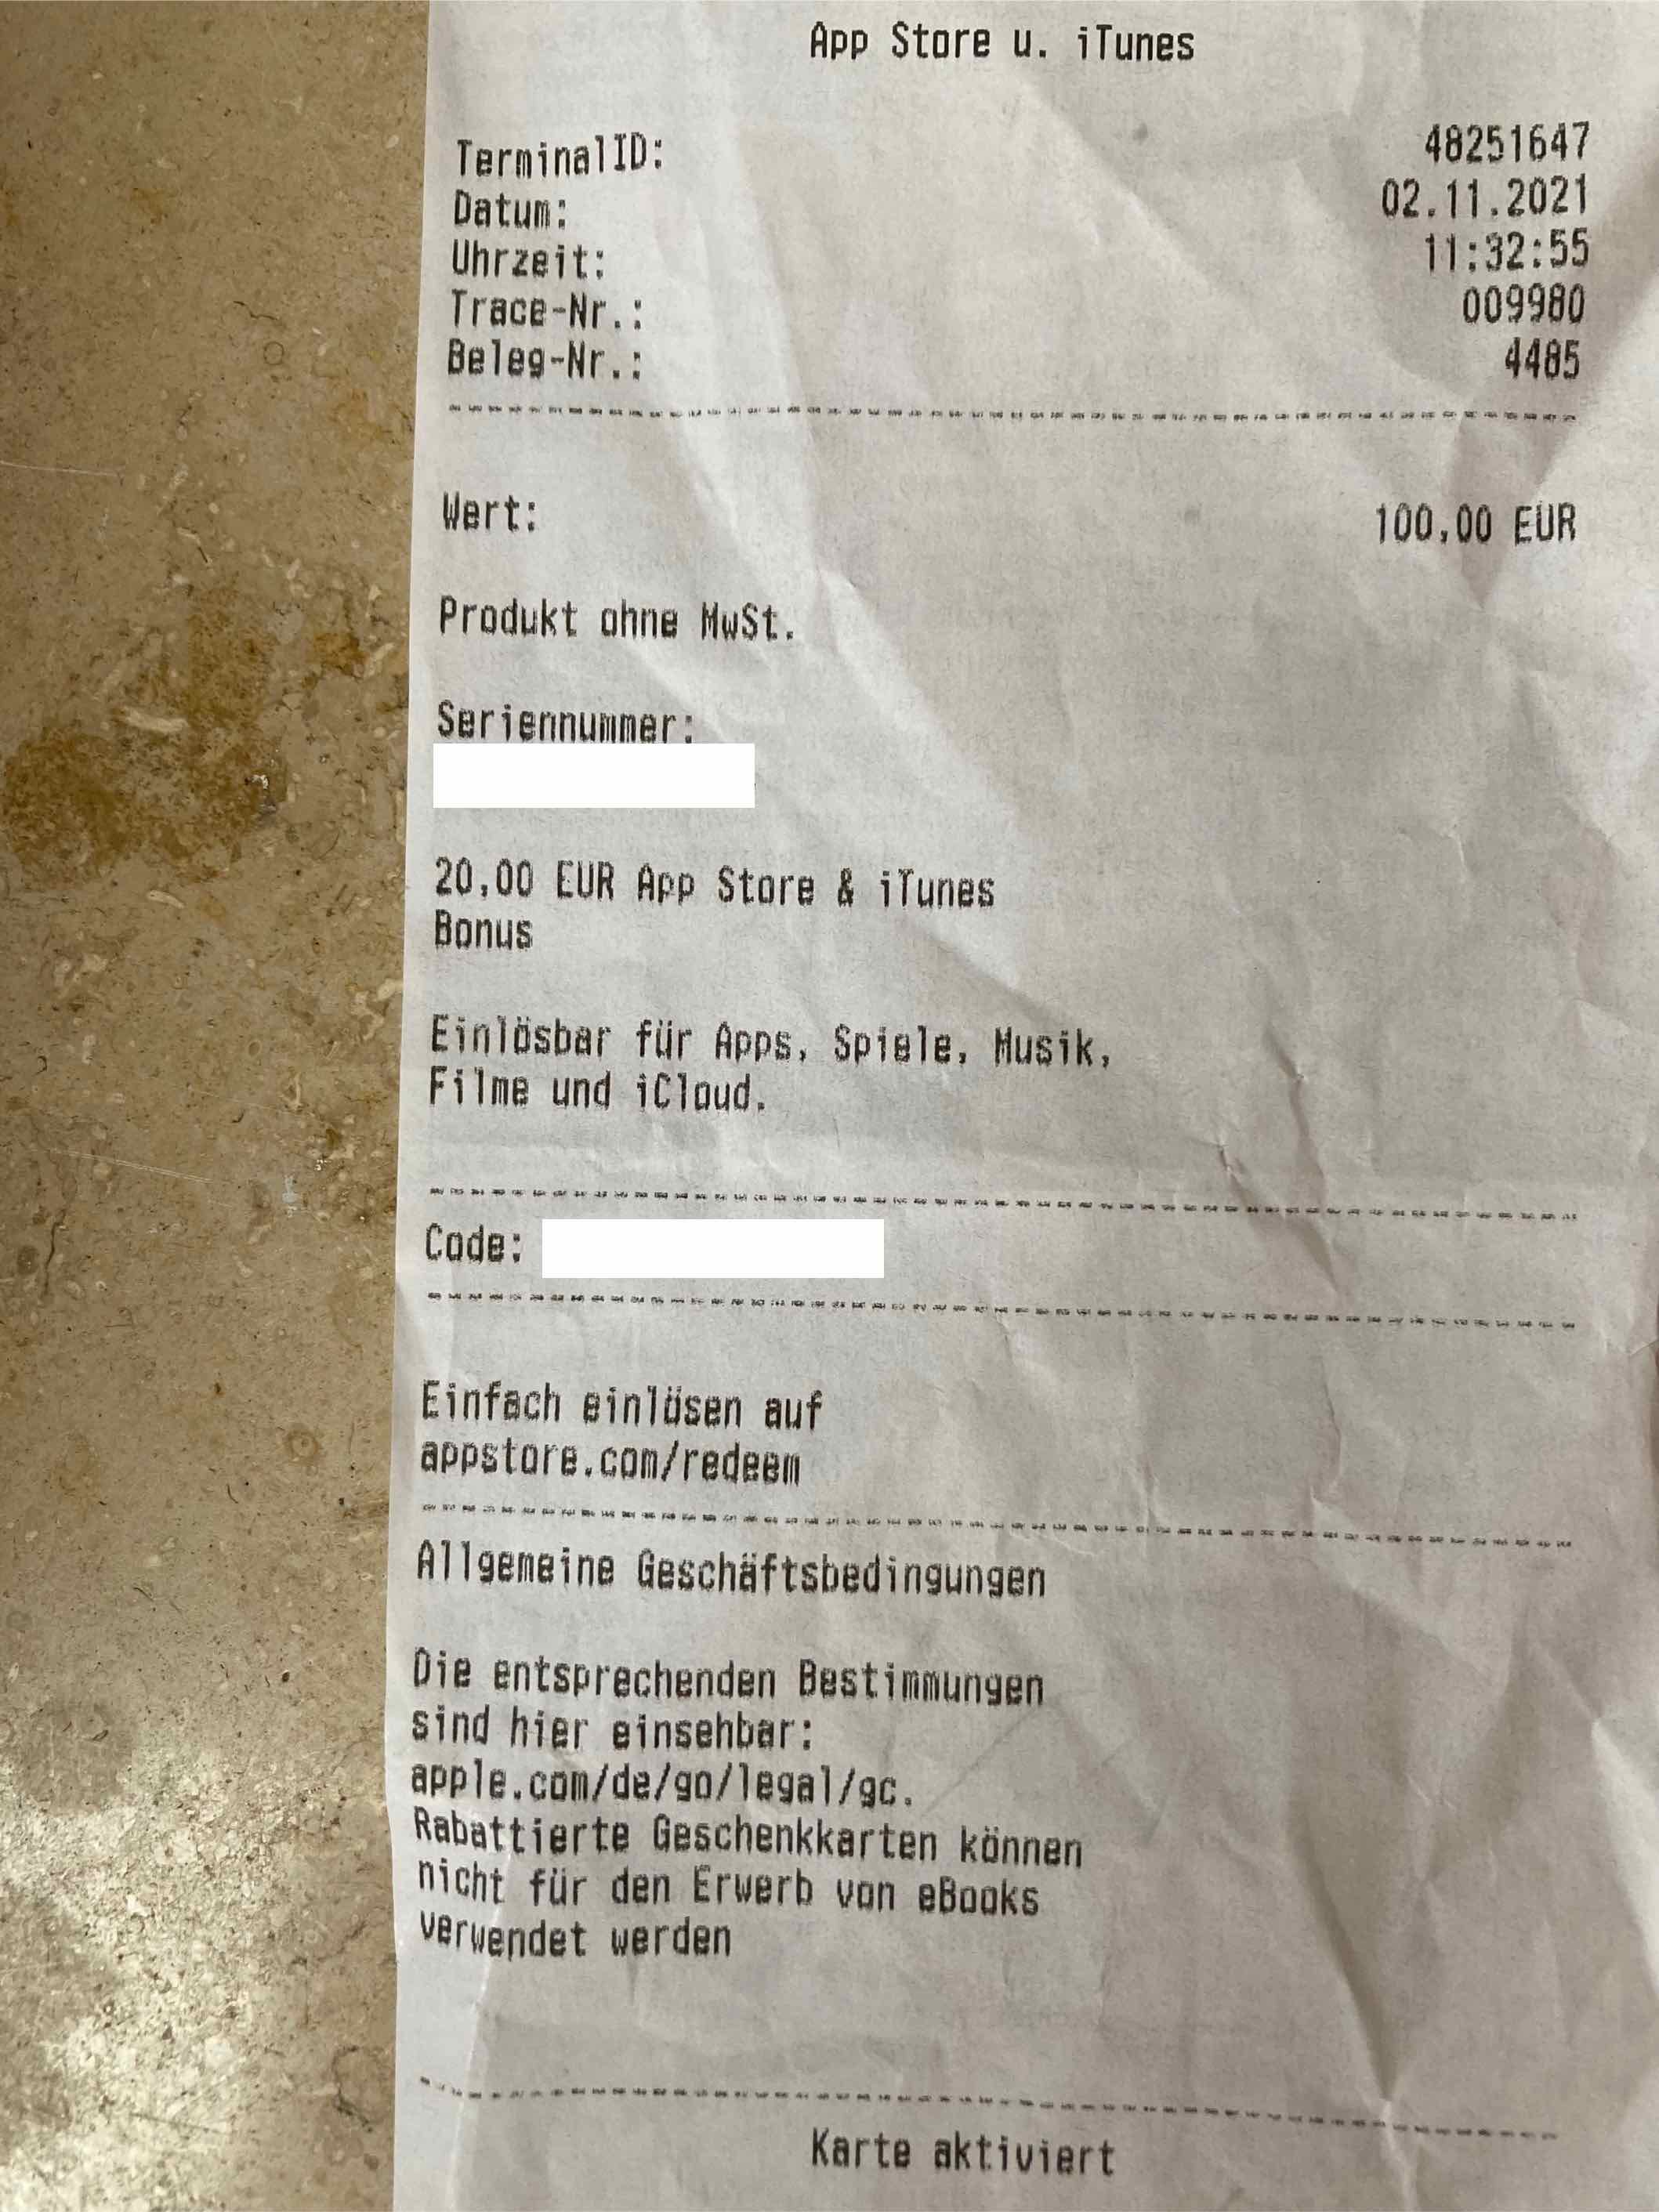 App Store u. iTunes
TerminalID: 48251647
Datum: 02.11.2021
Uhrzeit: 11:32:55
Trace-Nr.: 009980
Beleg-Nr.: 4485
Wert: 100,00 EUR
Produkt ohne MwSt.
Seriennummer:
20,00 EUR App Store & iTunes
Bonus
Einlösbar für Apps, Spiele, Musik,
Filme und iCloud.
Code:
Einfach einlösen auf
appstore.com/redeem
Allgemeine Geschäftsbedingungen
Die entsprechenden Bestimmungen
sind hier einsehbar:
apple.com/de/go/legal/gc.
Rabattierte Geschenkkarten können
nicht für den Erwerb von eBooks
verwendet werden
Karte aktiviert